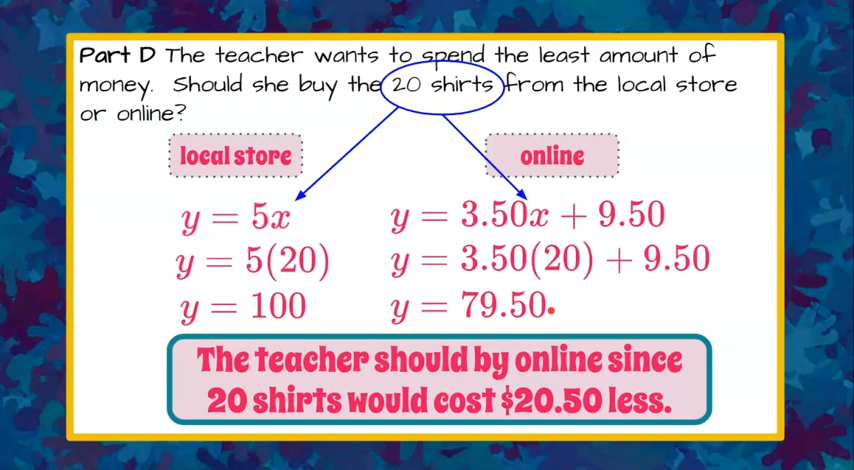 Part D The teacher wants to spend the least amount of
money. Should she buy the 20 shirts from the local store
or online?
local store
online
y = 5x
y = 3.50x + 9.50
y = 5(20)
y = 3.50(20) + 9.50
y = 100
y = 79.50
The teacher should by online since
20 shirts would cost $20.50 less.